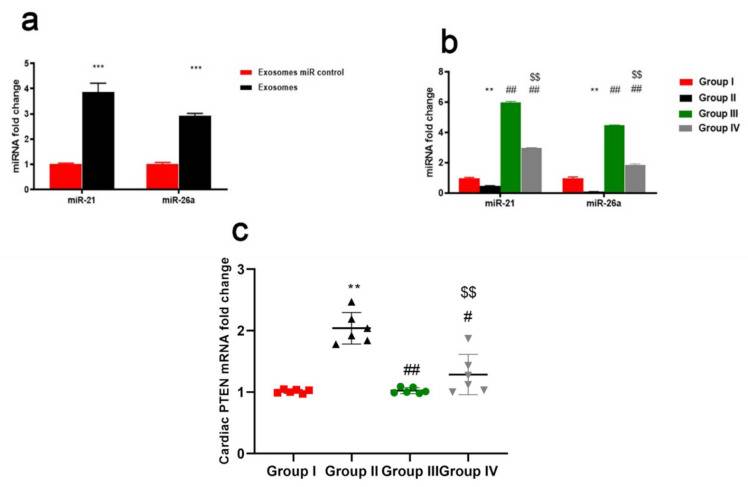 a
miRNA fold change
5
4
3
2
1
0
***
***
miR-21
miR-26a
Exosomes miR control
Exosomes
b
miRNA fold change
8
6
4
2
0
**
##
$$
##
**
##
$$
##
miR-21
miR-26a
Group I
Group II
Group III
Group IV
c
Cardiac PTEN mRNA fold change
3
2
1
0
**
##
$$
#
Group I
Group II
Group III
Group IV